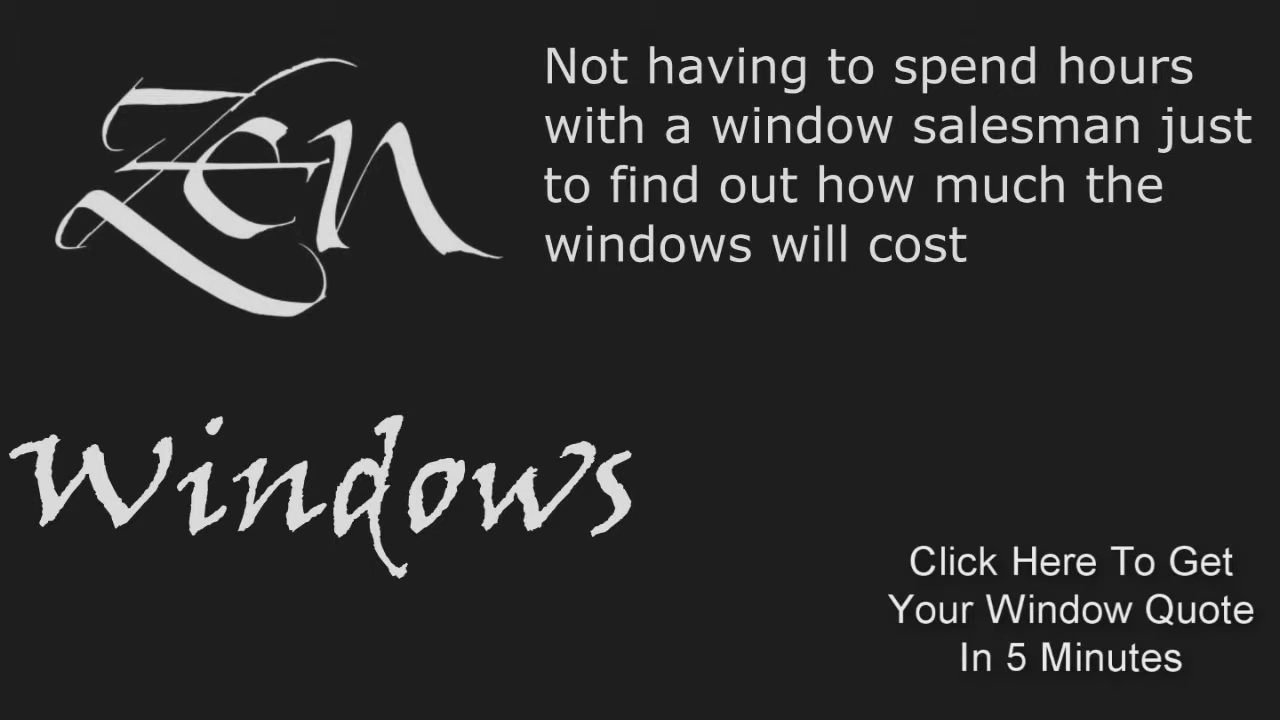 Zen
Not having to spend hours
with a window salesman just
to find out how much the
windows will cost
Windows
Click Here To Get
Your Window Quote
In 5 Minutes